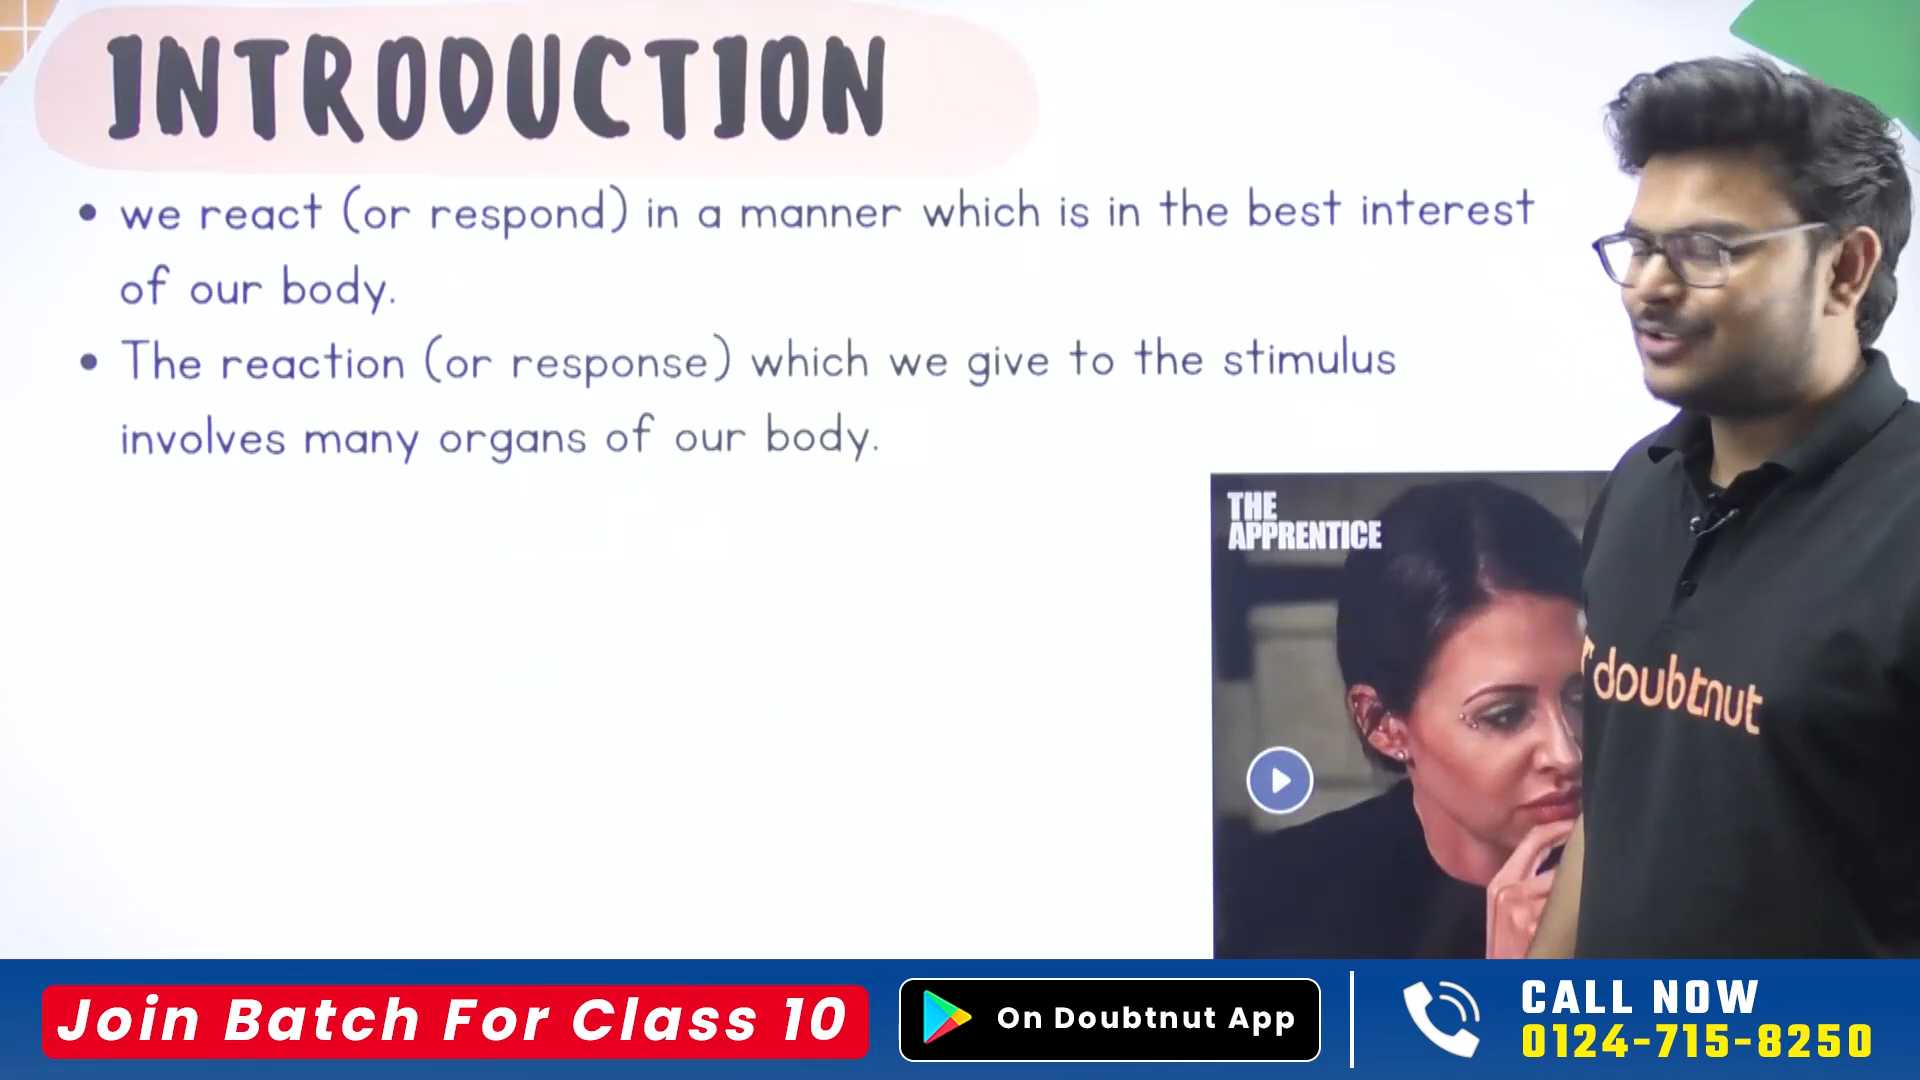 INTRODUCTION
• we react (or respond) in a manner which is in the best interest
of our body.
• The reaction (or response) which we give to the stimulus
involves many organs of our body.
THE
APPRENTICE
doubtnut
Join Batch For Class 10
On Doubtnut App
CALL NOW
0124-715-8250